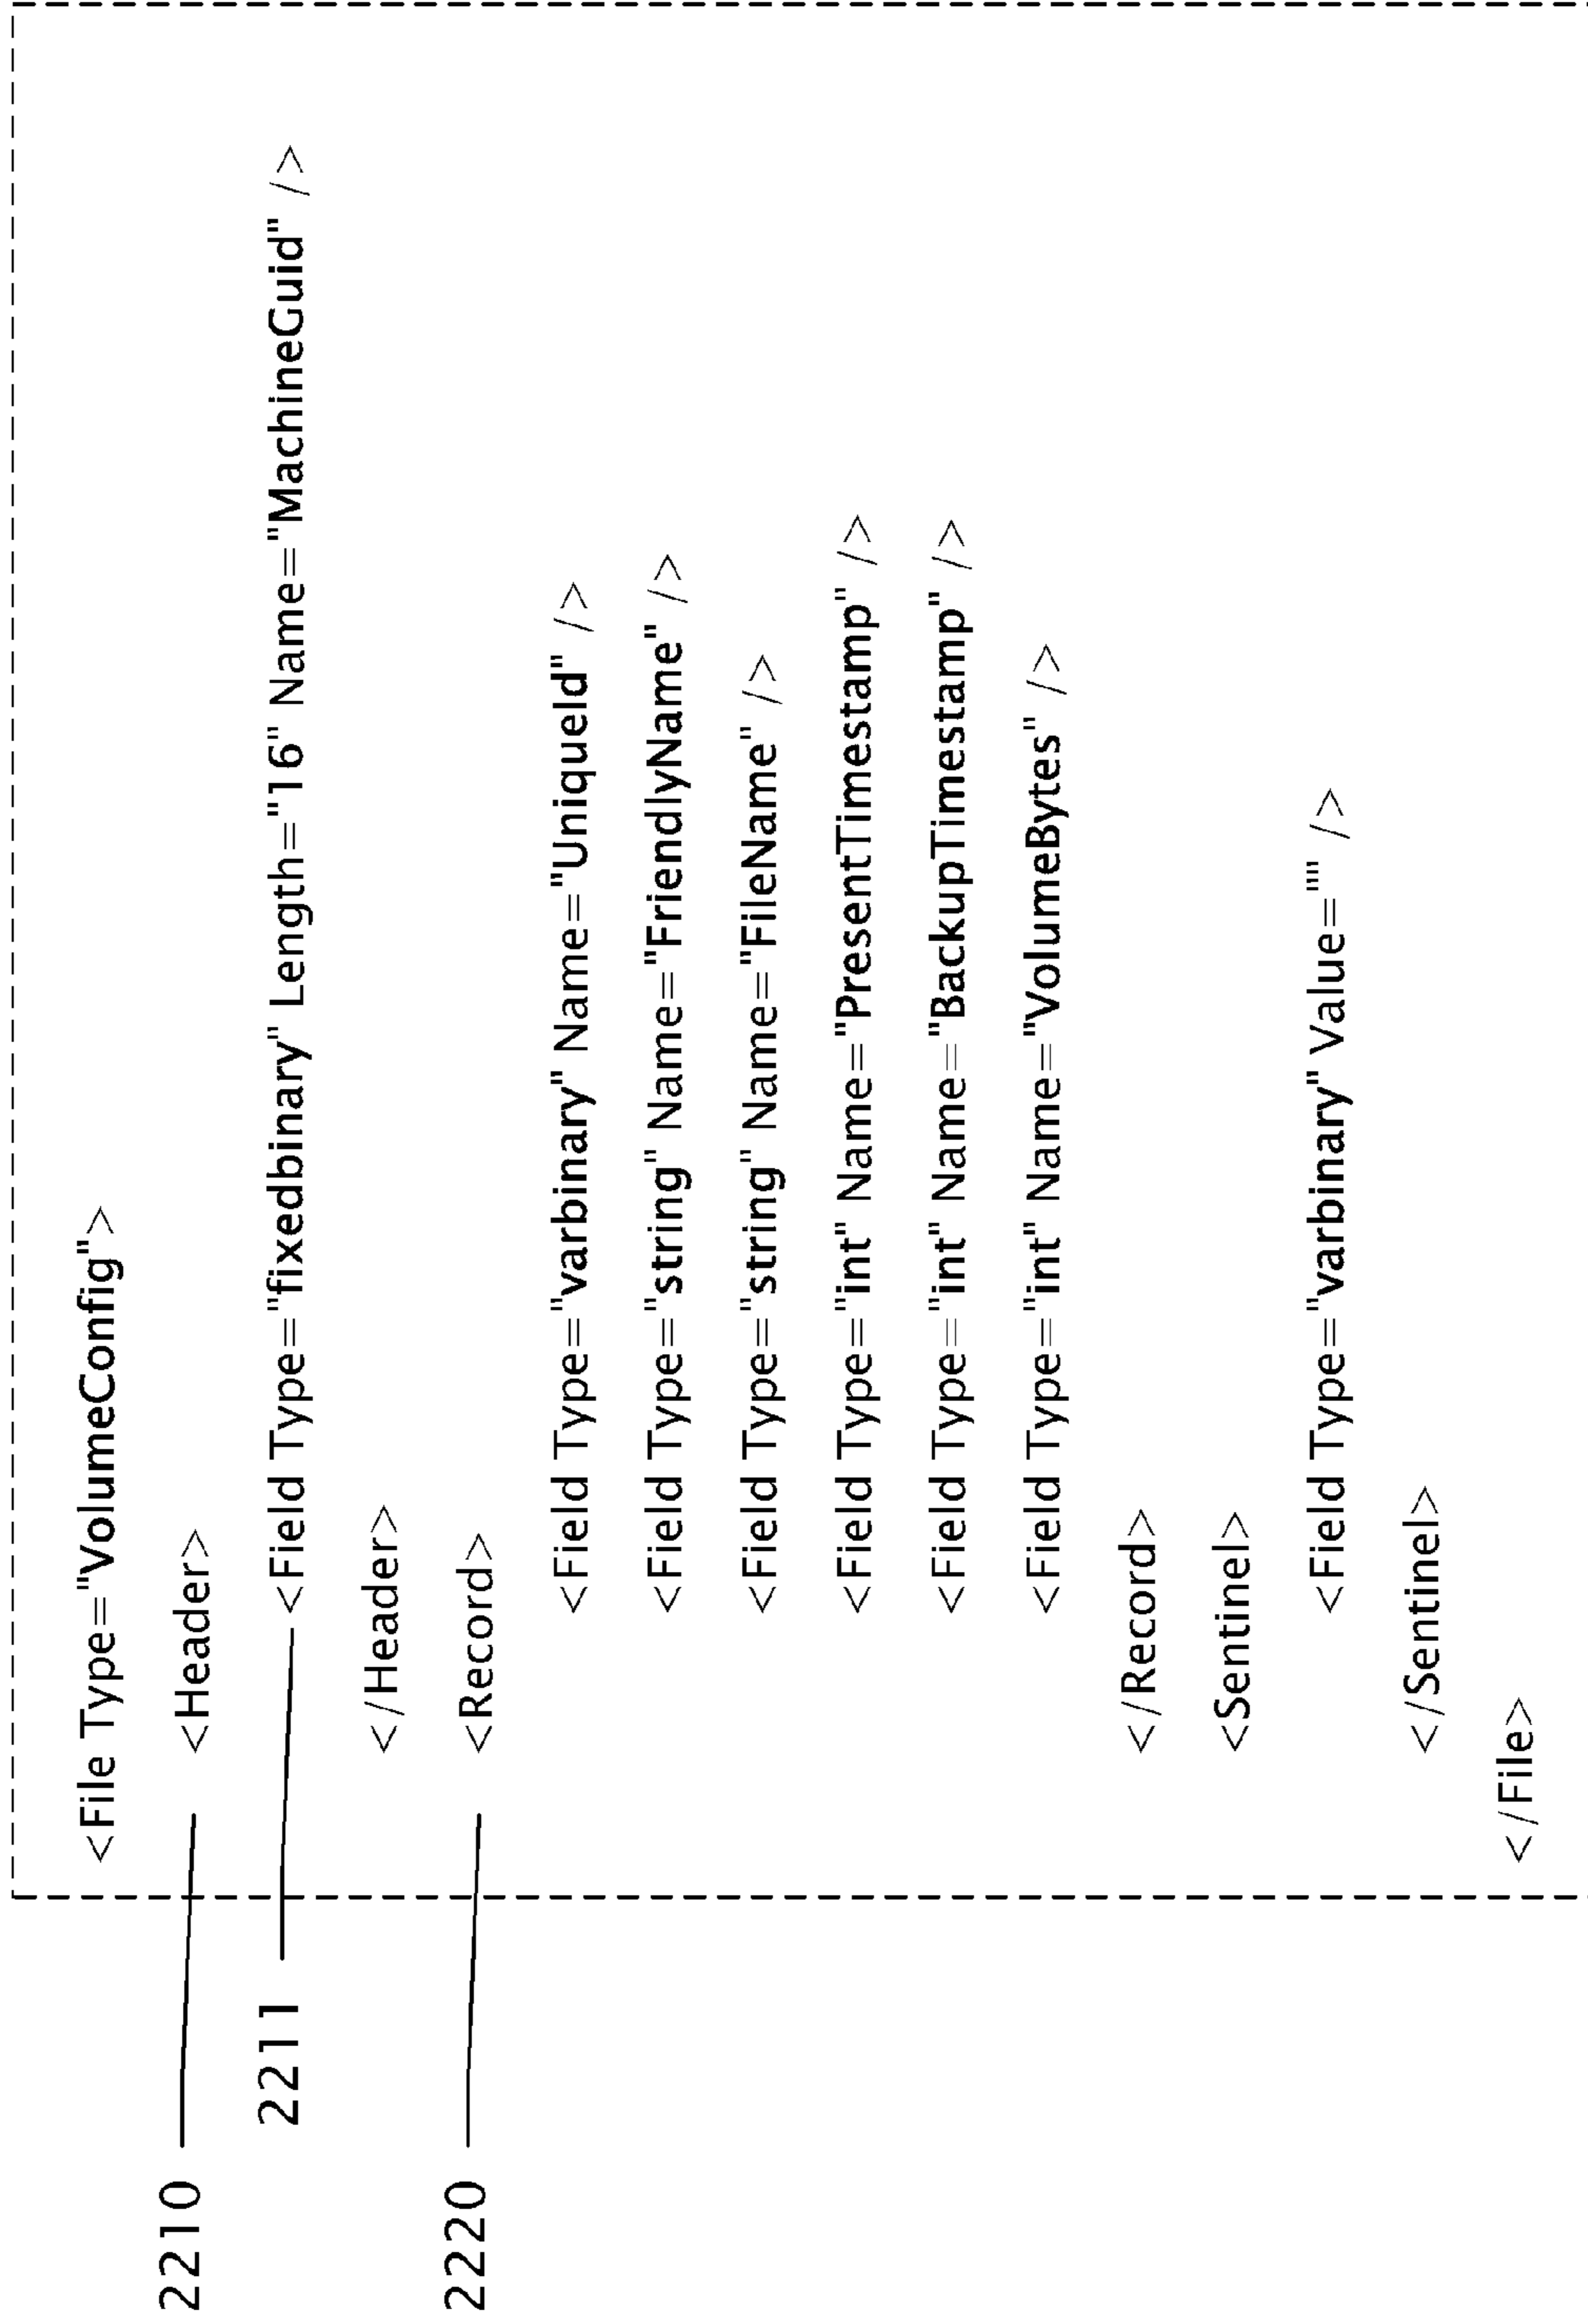 <File Type="VolumeConfig">
2210 <Header>
2211 <Field Type="fixedbinary" Length="16" Name="MachineGuid" />
</Header>
2220 <Record>
<Field Type="varbinary" Name="UniqueId" />
<Field Type="string" Name="FriendlyName" />
<Field Type="string" Name="FileName" />
<Field Type="int" Name="PresentTimestamp" />
<Field Type="int" Name="BackupTimestamp" />
<Field Type="int" Name="VolumeBytes" />
</Record>
<Sentinel>
<Field Type="varbinary" Value="" />
</Sentinel>
</File>